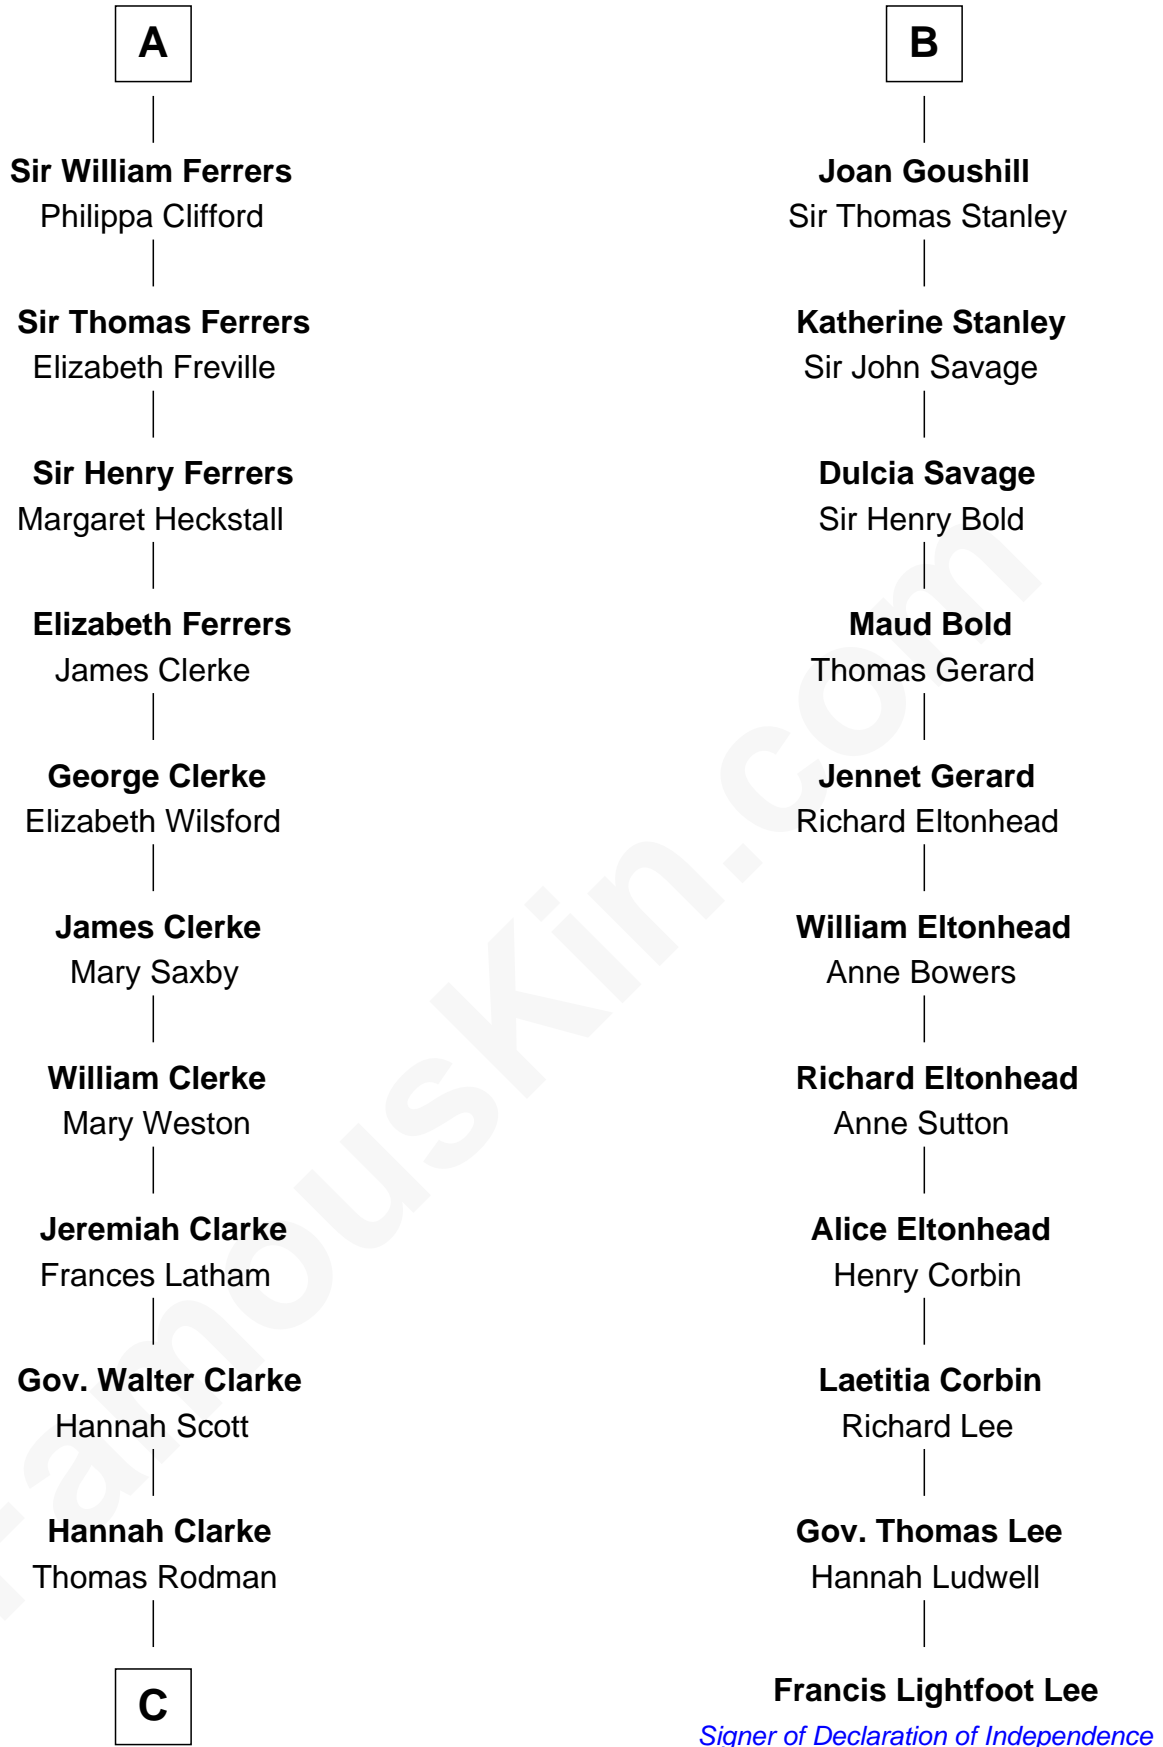 A
Sir William Ferrers
Philippa Clifford
Sir Thomas Ferrers
Elizabeth Freville
Sir Henry Ferrers
Margaret Heckstall
Elizabeth Ferrers
James Clerke
George Clerke
Elizabeth Wilsford
James Clerke
Mary Saxby
William Clerke
Mary Weston
Jeremiah Clarke
Frances Latham
Gov. Walter Clarke
Hannah Scott
Hannah Clarke
Thomas Rodman
C
B
Joan Goushill
Sir Thomas Stanley
Katherine Stanley
Sir John Savage
Dulcia Savage
Sir Henry Bold
Maud Bold
Thomas Gerard
Jennet Gerard
Richard Eltonhead
William Eltonhead
Anne Bowers
Richard Eltonhead
Anne Sutton
Alice Eltonhead
Henry Corbin
Laetitia Corbin
Richard Lee
Gov. Thomas Lee
Hannah Ludwell
Francis Lightfoot Lee
Signer of Declaration of Independence
FamousKin.com